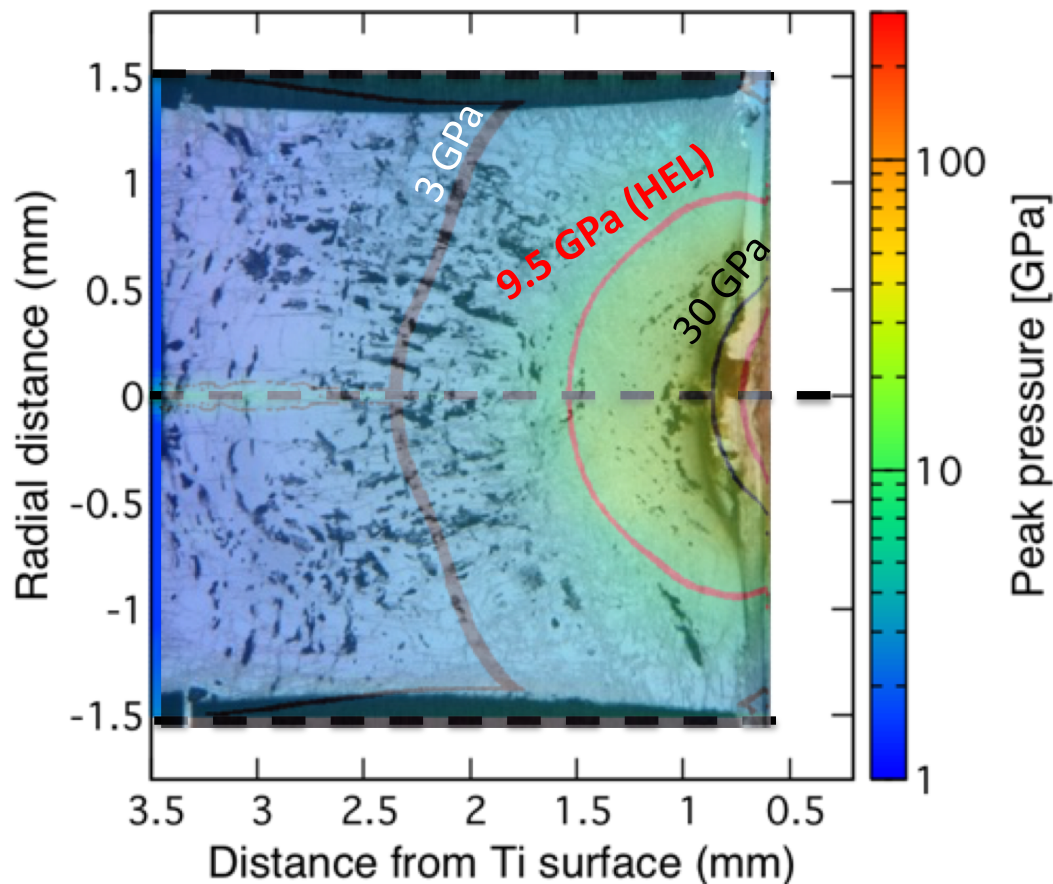 1.5
1
0.5
0
-0.5
-1
-1.5
Radial distance (mm)
3 GPa
9.5 GPa (HEL)
30 GPa
3.5 3 2.5 2 1.5 1 0.5
Distance from Ti surface (mm)
100
10
1
Peak pressure [GPa]